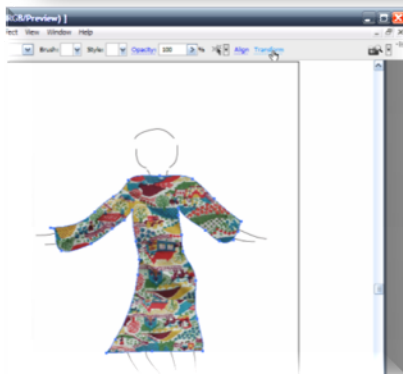 RGB/Preview) ]
ect View Window Help
Brush: Style: Opacity: 100 % Align Transform